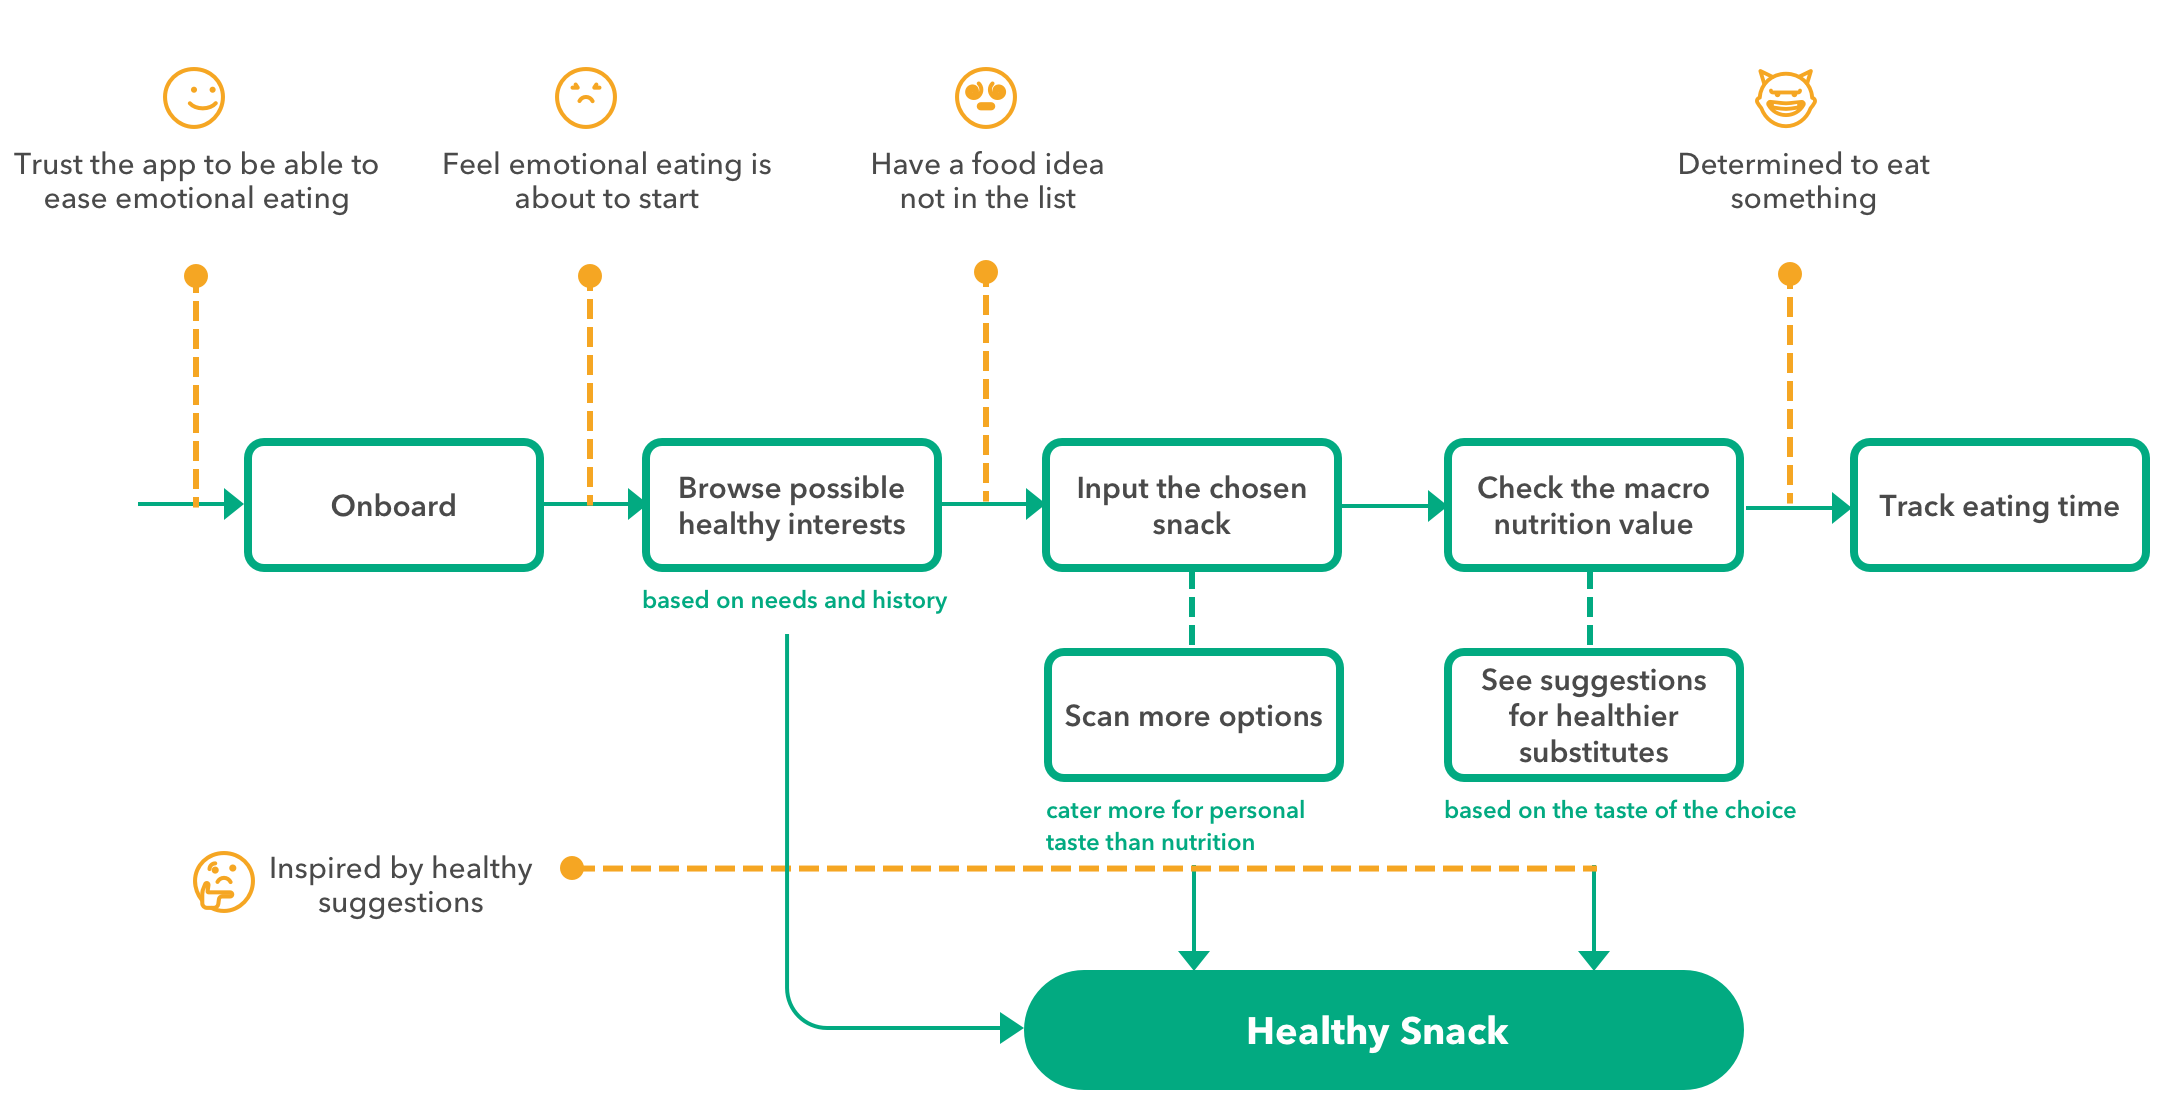 Trust the app to be able to
ease emotional eating
Feel emotional eating is
about to start
Have a food idea
not in the list
Determined to eat
something
Onboard
Browse possible
healthy interests
based on needs and history
Input the chosen
snack
Check the macro
nutrition value
Track eating time
Scan more options
cater more for personal
taste than nutrition
See suggestions
for healthier
substitutes
based on the taste of the choice
Inspired by healthy
suggestions
Healthy Snack